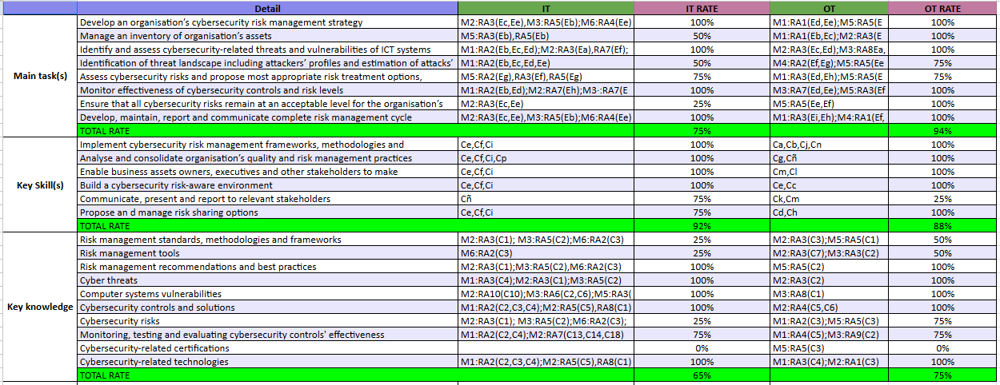 Detail IT IT RATE OT OT RATE
Main task(s)
Develop an organisation's cybersecurity risk management strategy M2:RA3(Ec,Ee),M3:RA5(Eb);M6:RA4(Ee) 100% M1:RA1(Ed,Ee);M5:RA5(E 100%
Manage an inventory of organisation's assets M5:RA3(Eb),RA5(Eb) 50% M1:RA1(Eb,Ec);M2:RA3(E 100%
Identify and assess cybersecurity-related threats and vulnerabilities of ICT systems M1:RA2(Eb,Ec,Ed);M2:RA3(Ea),RA7(Ef); 100% M2:RA3(Ec,Ed);M3:RA8Ea, 100%
Identification of threat landscape including attackers' profiles and estimation of attacks' M1:RA2(Eb,Ec,Ed,Ee) 50% M4:RA2(Ef,Eg);M5:RA5(Ee 75%
Assess cybersecurity risks and propose most appropriate risk treatment options, M5:RA2(Eg),RA3(Ef),RA5(Eg) 75% M1:RA3(Ed,Eh);M5:RA5(E 75%
Monitor effectiveness of cybersecurity controls and risk levels M1:RA2(Eb,Ed);M2:RA7(Eh);M3-:RA7(E 100% M3:RA7(Ed,Ee);M5:RA3(Ef 100%
Ensure that all cybersecurity risks remain at an acceptable level for the organisation's M2:RA3(Ec,Ee) 25% M5:RA5(Ee,Ef) 100%
Develop, maintain, report and communicate complete risk management cycle M2:RA3(Ec,Ee),M3:RA5(Eb);M6:RA4(Ee) 100% M1:RA3(Ei,Eh);M4:RA1(Ef, 100%
TOTAL RATE 75% 94%
Key Skill(s)
Implement cybersecurity risk management frameworks, methodologies and Ce,Cf,Ci 100% Ca,Cb,Cj,Cn 100%
Analyse and consolidate organisation's quality and risk management practices Ce,Cf,Ci,Cp 100% Cg,Cñ 100%
Enable business assets owners, executives and other stakeholders to make Ce,Cf,Ci 100% Cm,Cl 100%
Build a cybersecurity risk-aware environment Ce,Cf,Ci 100% Ce,Cc 100%
Communicate, present and report to relevant stakeholders Cñ 75% Ck,Cm 25%
Propose an d manage risk sharing options Ce,Cf,Ci 75% Cd,Ch 100%
TOTAL RATE 92% 88%
Key knowledge
Risk management standards, methodologies and frameworks M2:RA3(C1); M3:RA5(C2);M6:RA2(C3) 25% M2:RA3(C3);M5:RA5(C1) 50%
Risk management tools M6:RA2(C3) 25% M2:RA3(C7);M3:RA3(C2) 50%
Risk management recommendations and best practices M2:RA3(C1);M3:RA5(C2),M6:RA2(C3) 100% M5:RA5(C2) 100%
Cyber threats M1:RA3(C4);M2:RA3(C1);M3:RA5(C2) 100% M2:RA3(C2) 100%
Computer systems vulnerabilities M2:RA10(C10);M3:RA6(C2,C6);M5:RA3( 100% M3:RA8(C1) 100%
Cybersecurity controls and solutions M1:RA2(C2,C3,C4);M2:RA5(C5),RA8(C1) 100% M2:RA4(C5,C6) 100%
Cybersecurity risks M2:RA3(C1); M3:RA5(C2);M6:RA2(C3); 25% M1:RA2(C3);M5:RA5(C3) 75%
Monitoring, testing and evaluating cybersecurity controls' effectiveness M1:RA2(C2,C4);M2:RA7(C13,C14,C18) 75% M1:RA4(C5);M3:RA9(C2) 75%
Cybersecurity-related certifications 0% M5:RA5(C3) 0%
Cybersecurity-related technologies M1:RA2(C2,C3,C4);M2:RA5(C5),RA8(C1) 100% M1:RA3(C4);M2:RA1(C3) 100%
TOTAL RATE 65% 75%